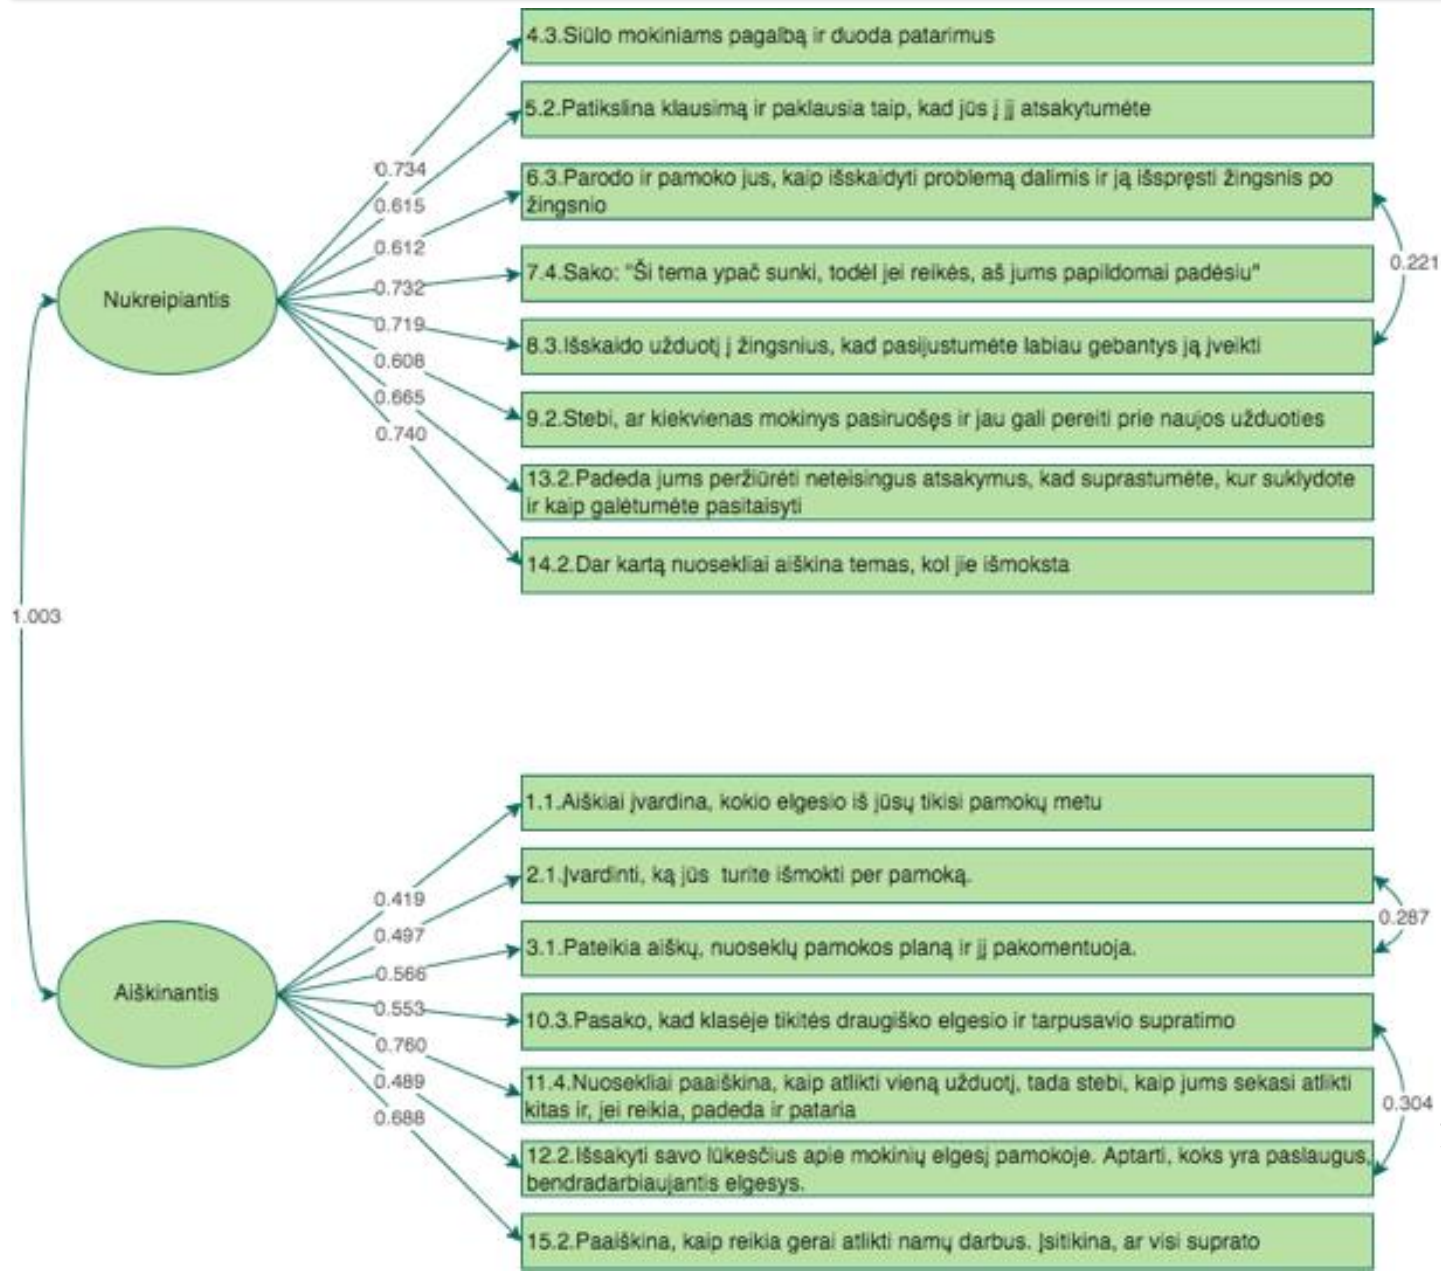 4.3.Siūlo mokiniams pagalbą ir duoda patarimus
5.2.Patikslina klausimą ir paklausia taip, kad jūs į jį atsakytumėte
6.3.Parodo ir pamoko jus, kaip išskaidyti problemą dalimis ir ją išspręsti žingsnis po
žingsnio
7.4.Sako: "Ši tema ypač sunki, todėl jei reikės, aš jums papildomai padėsiu"
8.3.Išskaido užduotį į žingsnius, kad pasijustumėte labiau gebantys ją įveikti
9.2.Stebi, ar kiekvienas mokinys pasiruošęs ir jau gali pereiti prie naujos užduoties
13.2.Padeda jums peržiūrėti neteisingus atsakymus, kad suprastumėte, kur suklydote
ir kaip galėtumėte pasitaisyti
14.2.Dar kartą nuosekliai aiškina temas, kol jie išmoksta
0.734
0.615
0.612
0.732
0.719
0.608
0.665
0.740
Nukreipiantis
0.221
1.003
1.1.Aiškiai įvardina, kokio elgesio iš jūsų tikisi pamokų metu
2.1.Įvardinti, ką jūs turite išmokti per pamoką.
3.1.Pateikia aiškų, nuoseklų pamokos planą ir jį pakomentuoja.
10.3.Pasako, kad klasėje tikitės draugiško elgesio ir tarpusavio supratimo
11.4.Nuosekliai paaiškina, kaip atlikti vieną užduotį, tada stebi, kaip jums sekasi atlikti
kitas ir, jei reikia, padeda ir pataria
12.2.Išsakyti savo lūkesčius apie mokinių elgesį pamokoje. Aptarti, koks yra paslaugus,
bendradarbiaujantis elgesys.
15.2.Paaiškina, kaip reikia gerai atlikti namų darbus. Įsitikina, ar visi suprato
0.419
0.497
0.566
0.553
0.760
0.489
0.688
Aiškinantis
0.287
0.304